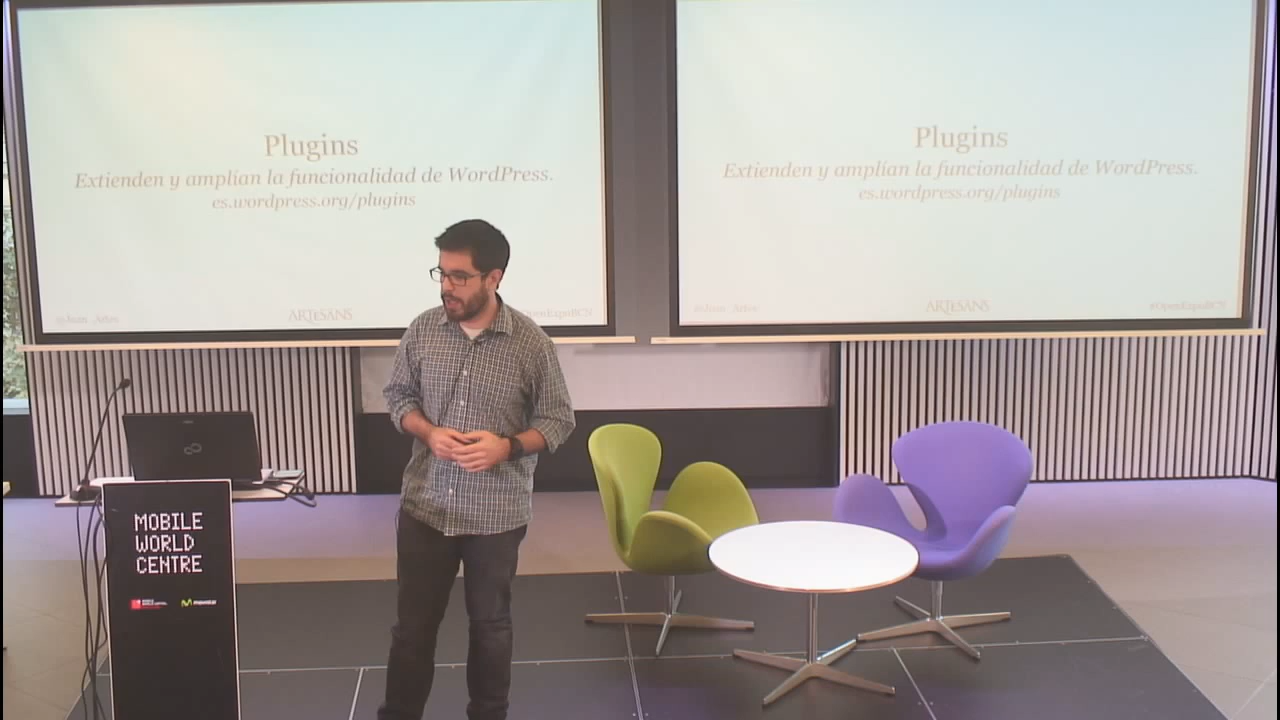 Plugins
Extienden y amplían la funcionalidad de WordPress.
es.wordpress.org/plugins
ARTESANS
OpenExpoBCN
Plugins
Extienden y amplían la funcionalidad de WordPress.
es.wordpress.org/plugins
ARTESANS
#OpenExpoBCN
MOBILE
WORLD
CENTRE